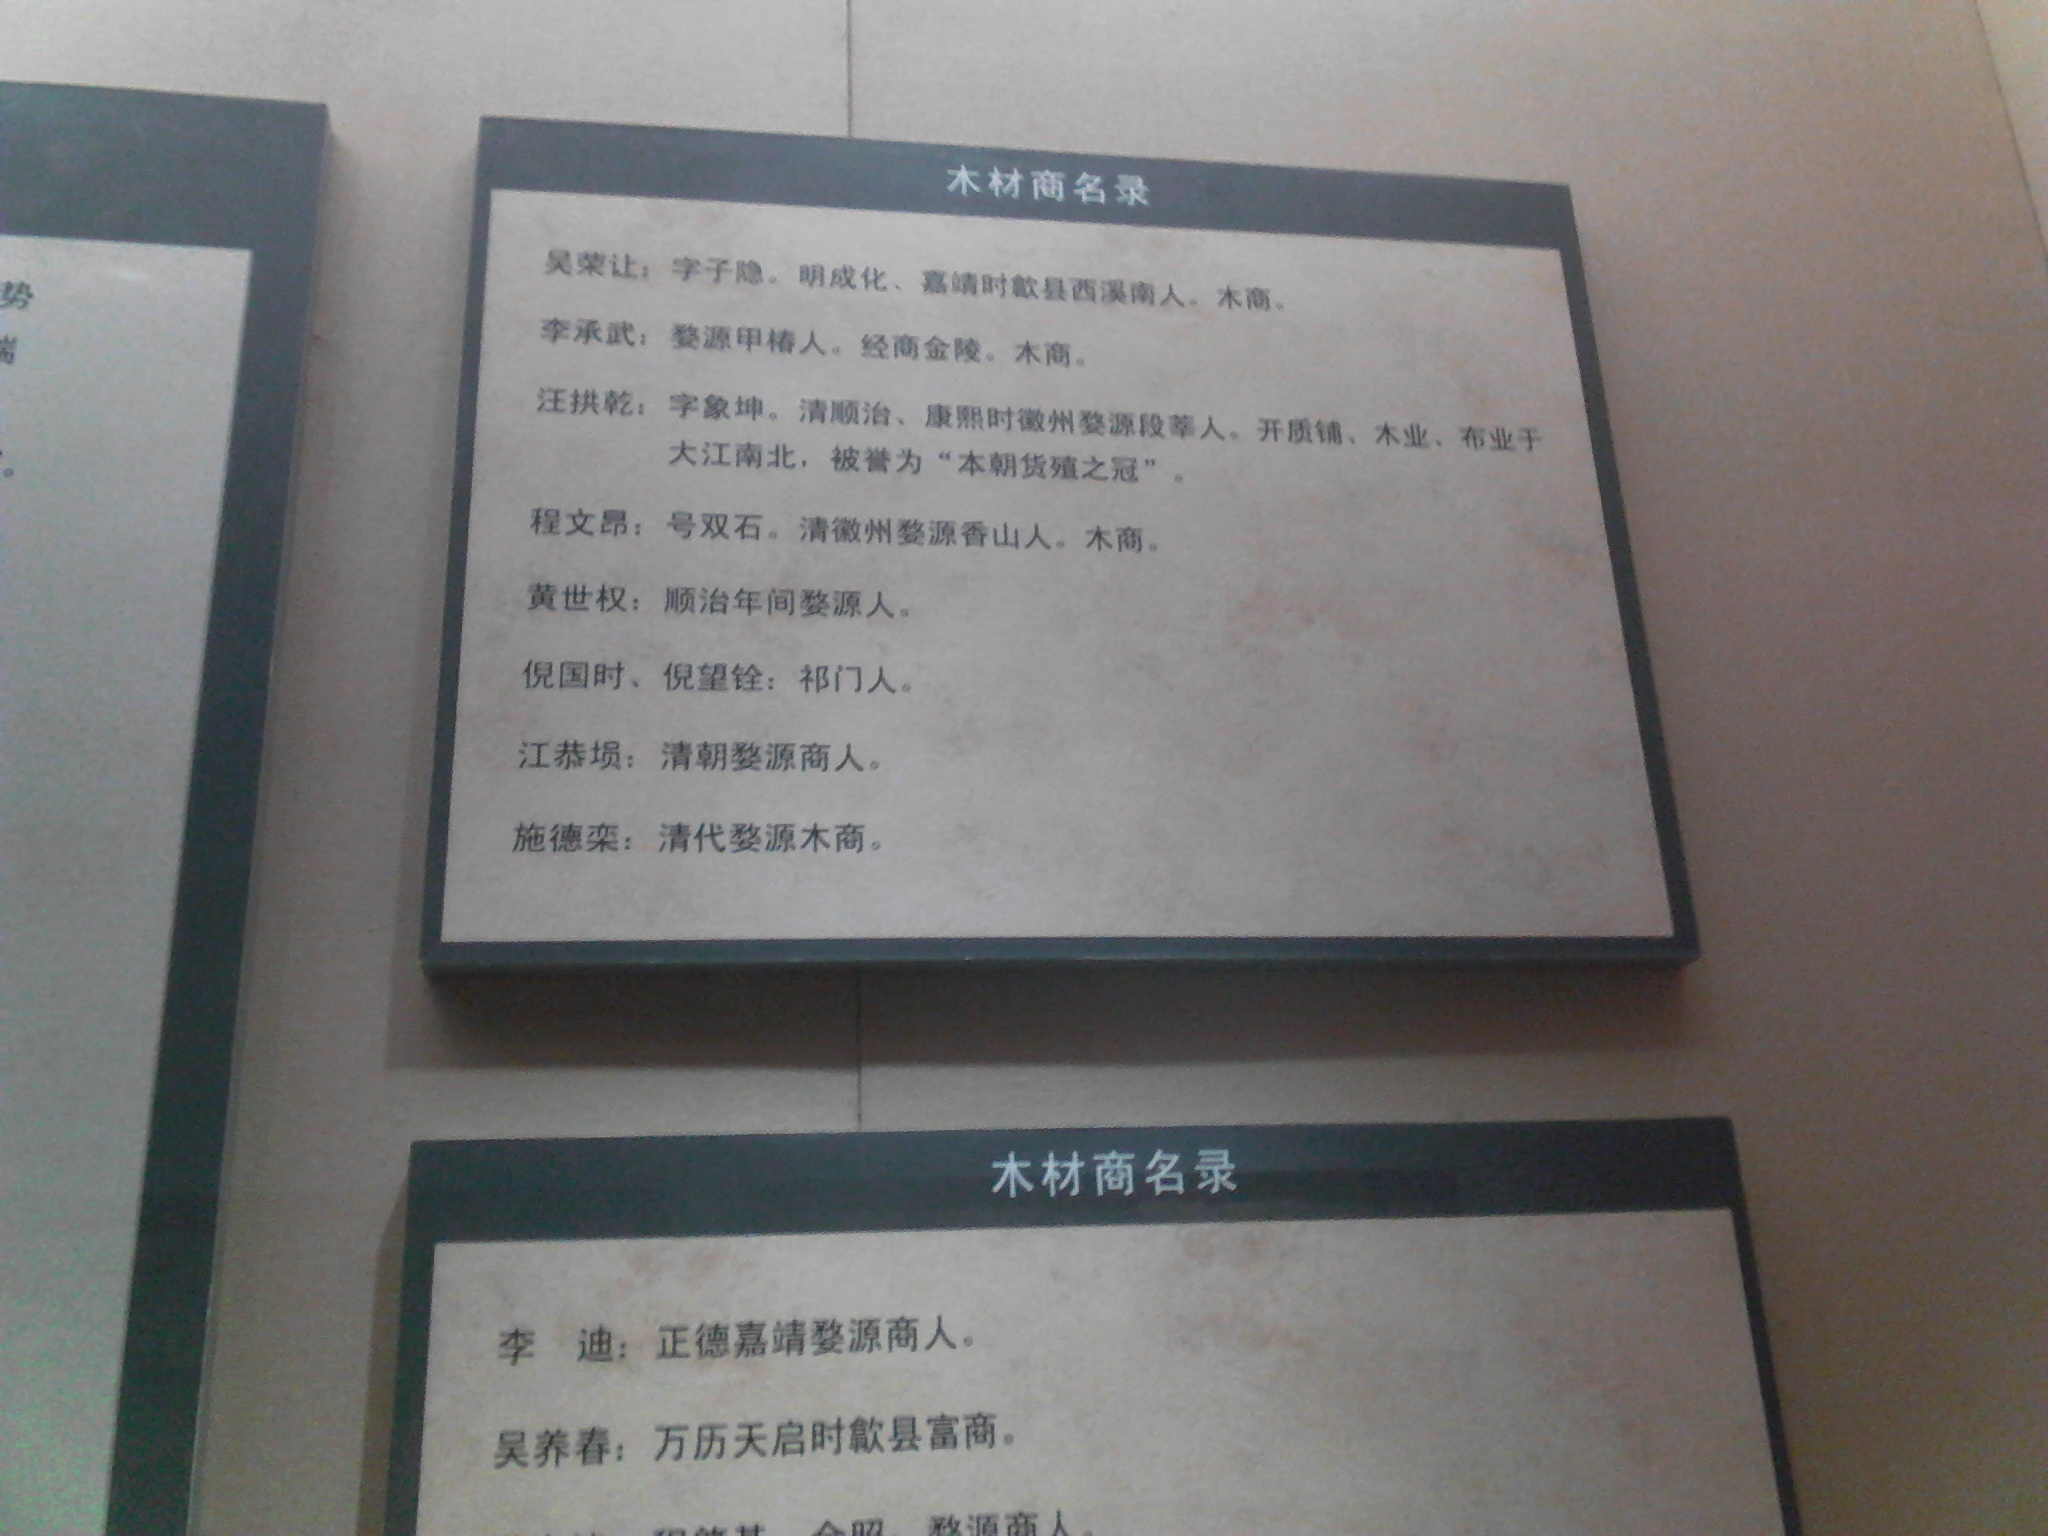 势
端
。
木材商名录
吴荣让：字子隐。明成化、嘉靖时歙县西溪南人。木商。
李承武：婺源甲椿人。经商金陵。木商。
汪拱乾：字象坤。清顺治、康熙时徽州婺源段莘人。开质铺、木业、布业于
大江南北，被誉为“本朝货殖之冠”。
程文昂：号双石。清徽州婺源香山人。木商。
黄世权：顺治年间婺源人。
倪国时、倪望铨：祁门人。
江恭埙：清朝婺源商人。
施德栾：清代婺源木商。
木材商名录
李　迪：正德嘉靖婺源商人。
吴养春：万历天启时歙县富商。
婺源商人。